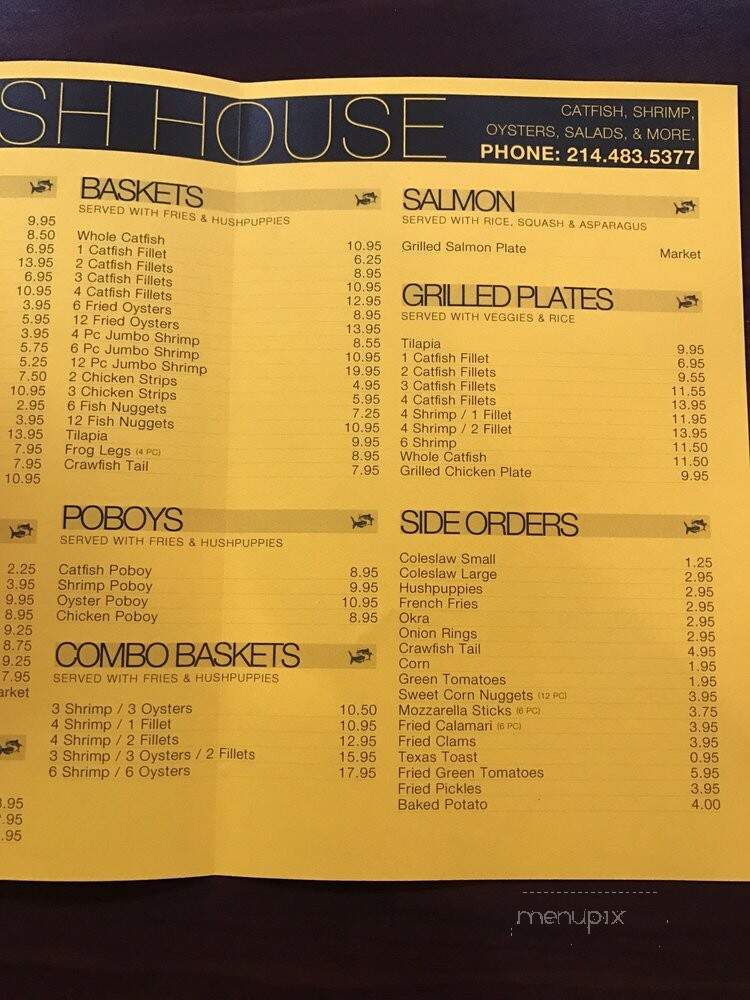 SH HOUSE
CATFISH, SHRIMP,
OYSTERS, SALADS, & MORE.
PHONE: 214.483.5377
9.95
8.50
6.95
13.95
6.95
10.95
3.95
5.95
3.95
5.75
5.25
7.50
10.95
2.95
3.95
13.95
7.95
7.95
10.95
2.25
3.95
9.95
8.95
9.25
8.75
9.25
7.95
arket
.95
.95
.95
BASKETS
SERVED WITH FRIES & HUSHPUPPIES
Whole Catfish 10.95
1 Catfish Fillet 6.25
2 Catfish Fillets 8.95
3 Catfish Fillets 10.95
4 Catfish Fillets 12.95
6 Fried Oysters 8.95
12 Fried Oysters 13.95
4 Pc Jumbo Shrimp 8.55
6 Pc Jumbo Shrimp 10.95
12 Pc Jumbo Shrimp 19.95
2 Chicken Strips 4.95
3 Chicken Strips 5.95
6 Fish Nuggets 7.25
12 Fish Nuggets 10.95
Tilapia 9.95
Frog Legs (4 PC) 8.95
Crawfish Tail 7.95
POBOYS
SERVED WITH FRIES & HUSHPUPPIES
Catfish Poboy 8.95
Shrimp Poboy 9.95
Oyster Poboy 10.95
Chicken Poboy 8.95
COMBO BASKETS
SERVED WITH FRIES & HUSHPUPPIES
3 Shrimp / 3 Oysters 10.50
4 Shrimp / 1 Fillet 10.95
4 Shrimp / 2 Fillets 12.95
3 Shrimp / 3 Oysters / 2 Fillets 15.95
6 Shrimp / 6 Oysters 17.95
SALMON
SERVED WITH RICE, SQUASH & ASPARAGUS
Grilled Salmon Plate Market
GRILLED PLATES
SERVED WITH VEGGIES & RICE
Tilapia 9.95
1 Catfish Fillet 6.95
2 Catfish Fillets 9.55
3 Catfish Fillets 11.55
4 Catfish Fillets 13.95
4 Shrimp / 1 Fillet 11.95
4 Shrimp / 2 Fillet 13.95
6 Shrimp 11.50
Whole Catfish 11.50
Grilled Chicken Plate 9.95
SIDE ORDERS
Coleslaw Small 1.25
Coleslaw Large 2.95
Hushpuppies 2.95
French Fries 2.95
Okra 2.95
Onion Rings 2.95
Crawfish Tail 4.95
Corn 1.95
Green Tomatoes 1.95
Sweet Corn Nuggets (12 PC) 3.95
Mozzarella Sticks (6 PC) 3.75
Fried Calamari (6 PC) 3.95
Fried Clams 3.95
Texas Toast 0.95
Fried Green Tomatoes 5.95
Fried Pickles 3.95
Baked Potato 4.00
menupix